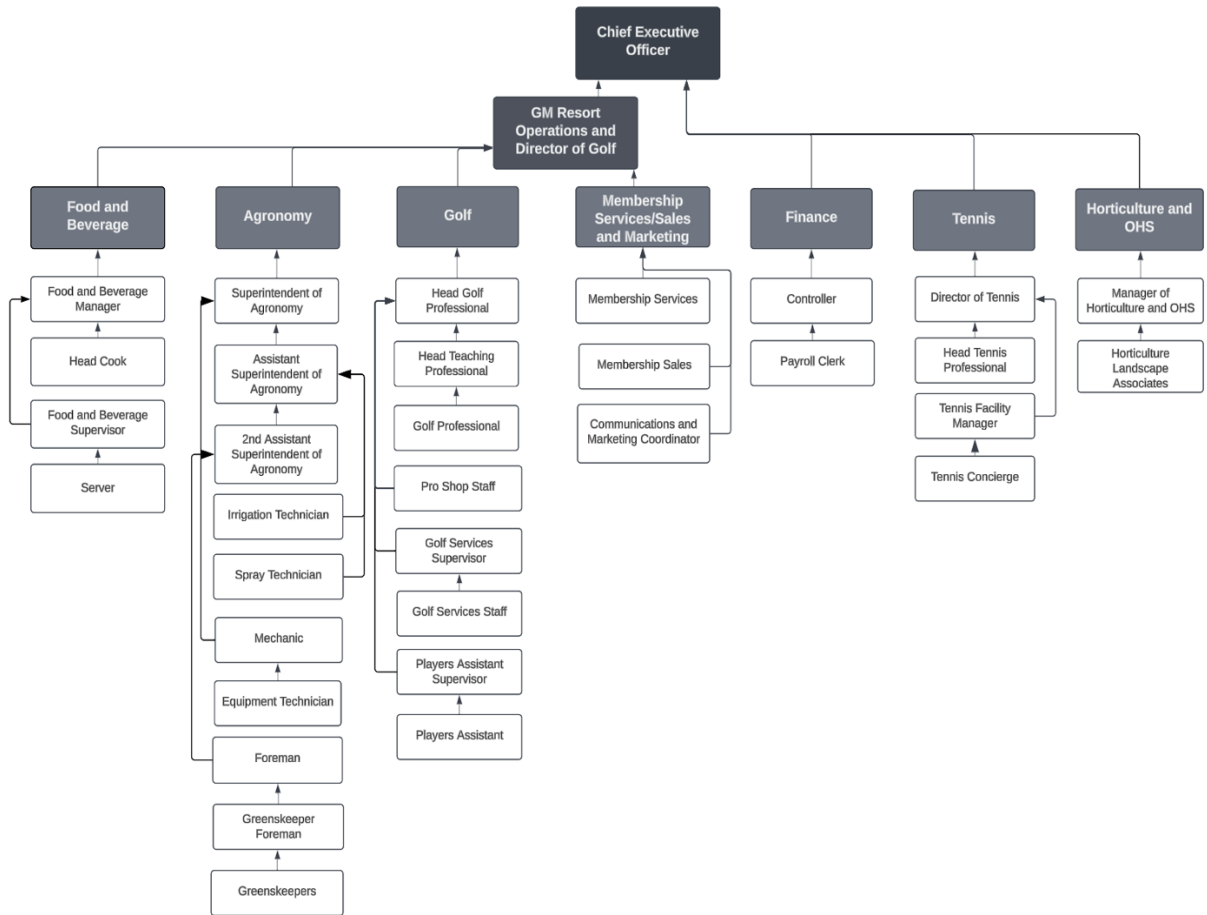 Chief Executive
Officer
GM Resort
Operations and
Director of Golf
Food and
Beverage
Agronomy
Golf
Membership
Services/Sales
and Marketing
Finance
Tennis
Horticulture and
OHS
Food and Beverage
Manager
Head Cook
Food and Beverage
Supervisor
Server
Superintendent of
Agronomy
Assistant
Superintendent of
Agronomy
2nd Assistant
Superintendent of
Agronomy
Irrigation Technician
Spray Technician
Mechanic
Equipment Technician
Foreman
Greenskeeper
Foreman
Greenskeepers
Head Golf
Professional
Head Teaching
Professional
Golf Professional
Pro Shop Staff
Golf Services
Supervisor
Golf Services Staff
Players Assistant
Supervisor
Players Assistant
Membership Services
Membership Sales
Communications and
Marketing Coordinator
Controller
Payroll Clerk
Director of Tennis
Head Tennis
Professional
Tennis Facility
Manager
Tennis Concierge
Manager of
Horticulture and OHS
Horticulture
Landscape
Associates